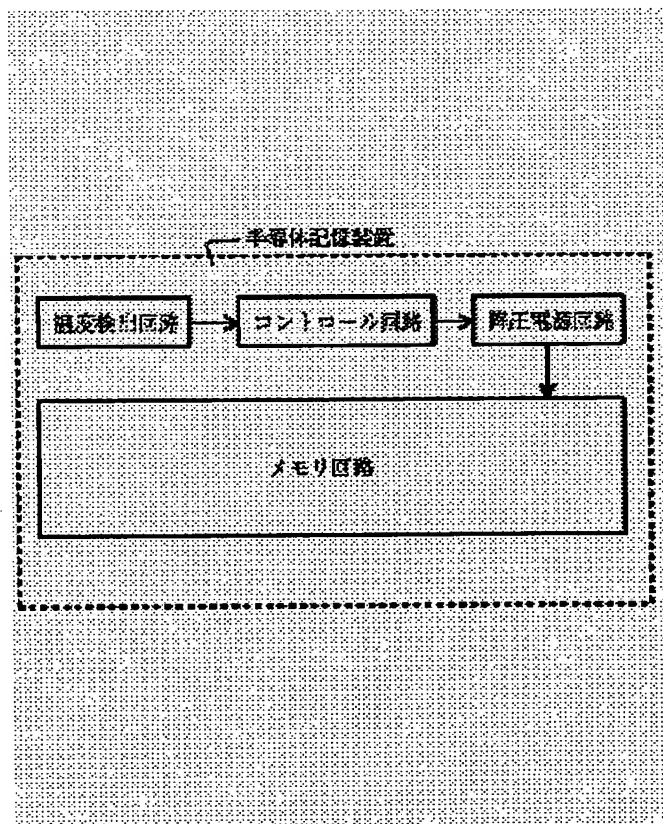 半導体記憶装置
温度検出回路
コントロール回路
降圧電源回路
メモリ回路